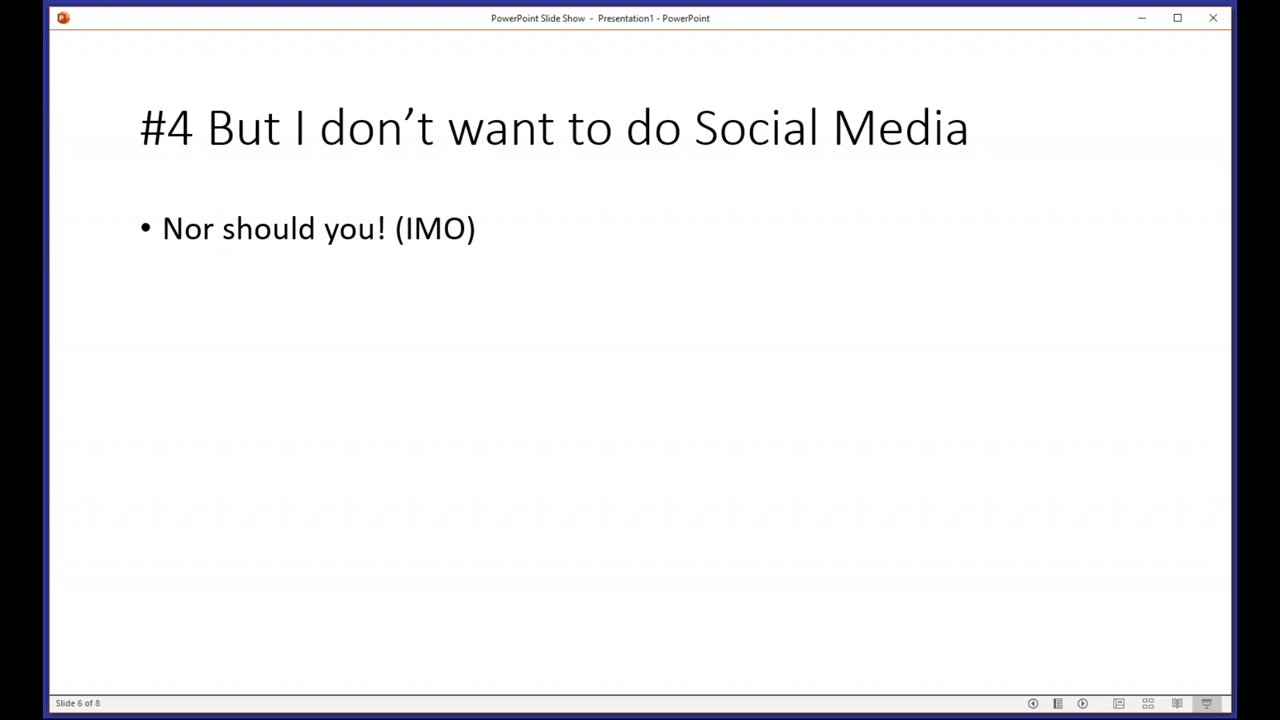 PowerPoint Slide Show - Presentation1 - PowerPoint
#4 But I don’t want to do Social Media
• Nor should you! (IMO)
Slide 6 of 8